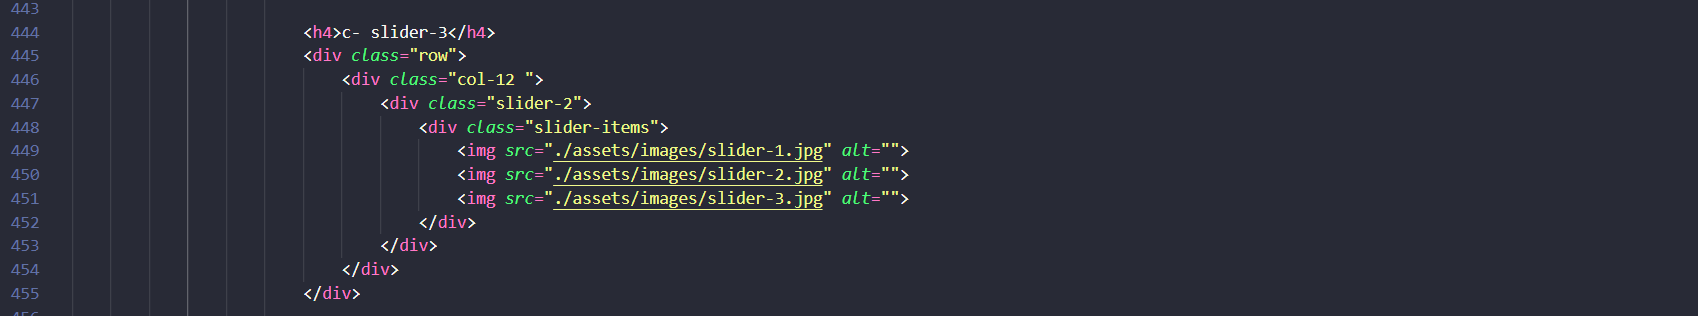 443
444 <h4>c- slider-3</h4>
445 <div class="row">
446 <div class="col-12 ">
447 <div class="slider-2">
448 <div class="slider-items">
449 <img src="./assets/images/slider-1.jpg" alt="">
450 <img src="./assets/images/slider-2.jpg" alt="">
451 <img src="./assets/images/slider-3.jpg" alt="">
452 </div>
453 </div>
454 </div>
455 </div>
456